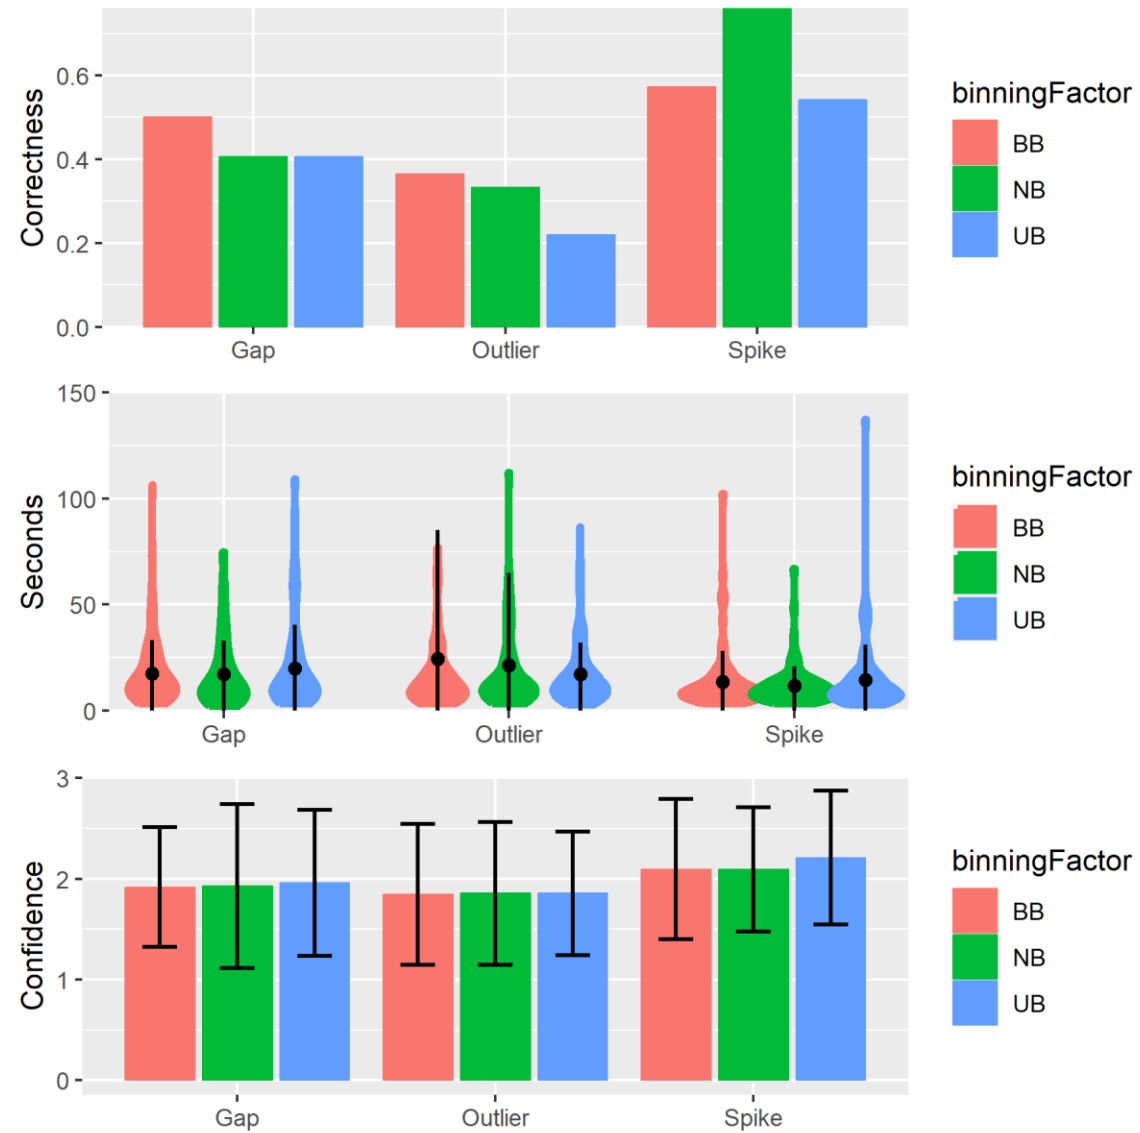 Correctness
0.6
0.4
0.2
0.0
Gap Outlier Spike
binningFactor
BB
NB
UB
Seconds
150
100
50
0
Gap Outlier Spike
binningFactor
BB
NB
UB
Confidence
3
2
1
0
Gap Outlier Spike
binningFactor
BB
NB
UB